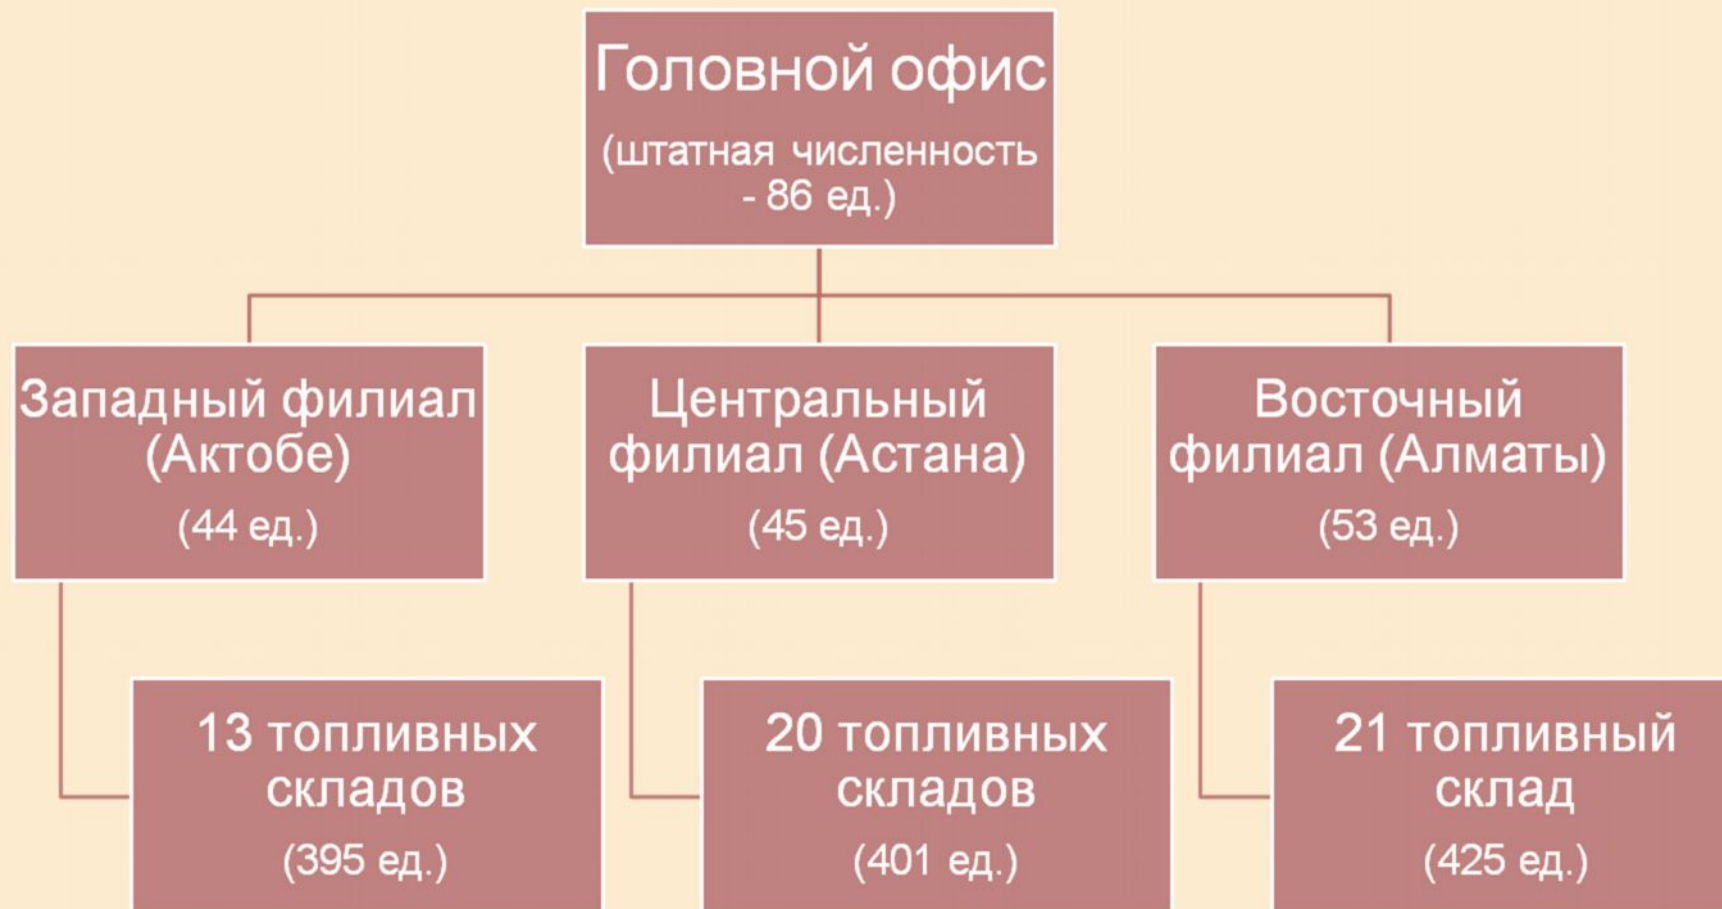 Головной офис
(штатная численность
- 86 ед.)
Западный филиал
(Актобе)
(44 ед.)
Центральный
филиал (Астана)
(45 ед.)
Восточный
филиал (Алматы)
(53 ед.)
13 топливных
складов
(395 ед.)
20 топливных
складов
(401 ед.)
21 топливный
склад
(425 ед.)